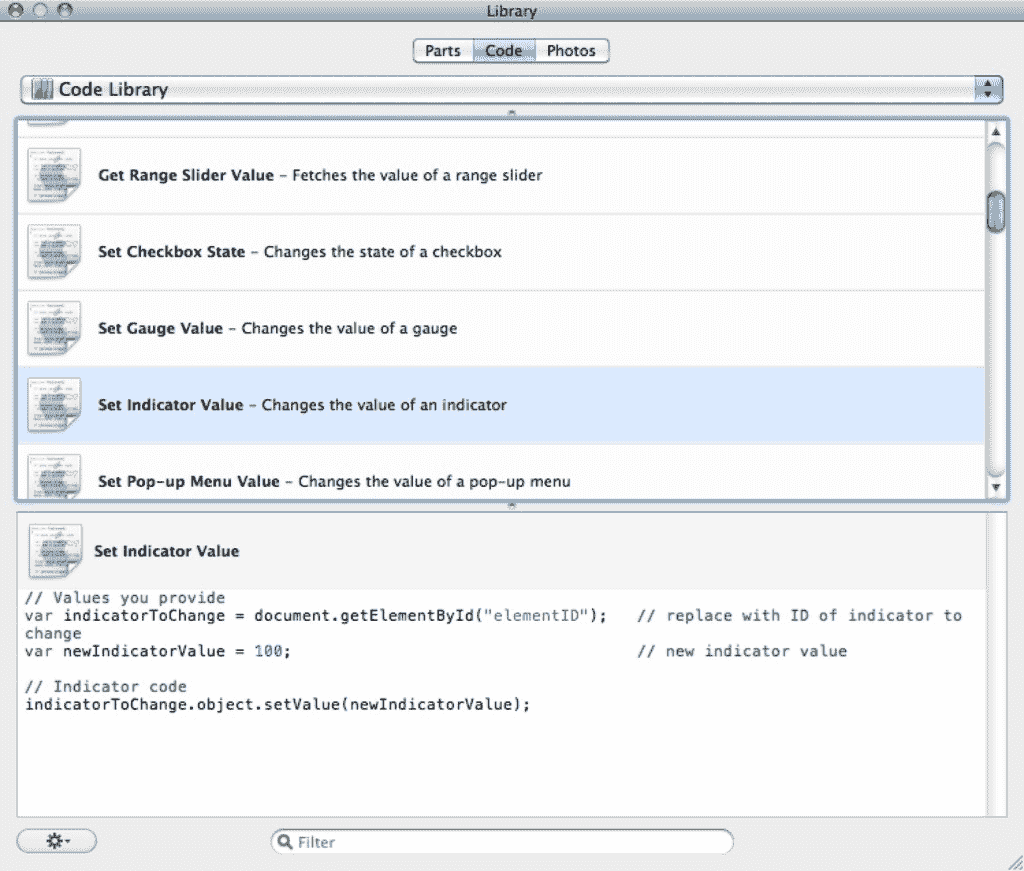 Library
Parts Code Photos
Code Library
Get Range Slider Value – Fetches the value of a range slider
Set Checkbox State – Changes the state of a checkbox
Set Gauge Value – Changes the value of a gauge
Set Indicator Value – Changes the value of an indicator
Set Pop-up Menu Value – Changes the value of a pop-up menu
Set Indicator Value
// Values you provide
var indicatorToChange = document.getElementById("elementID");   // replace with ID of indicator to
change
var newIndicatorValue = 100;                                    // new indicator value
// Indicator code
indicatorToChange.object.setValue(newIndicatorValue);
Filter